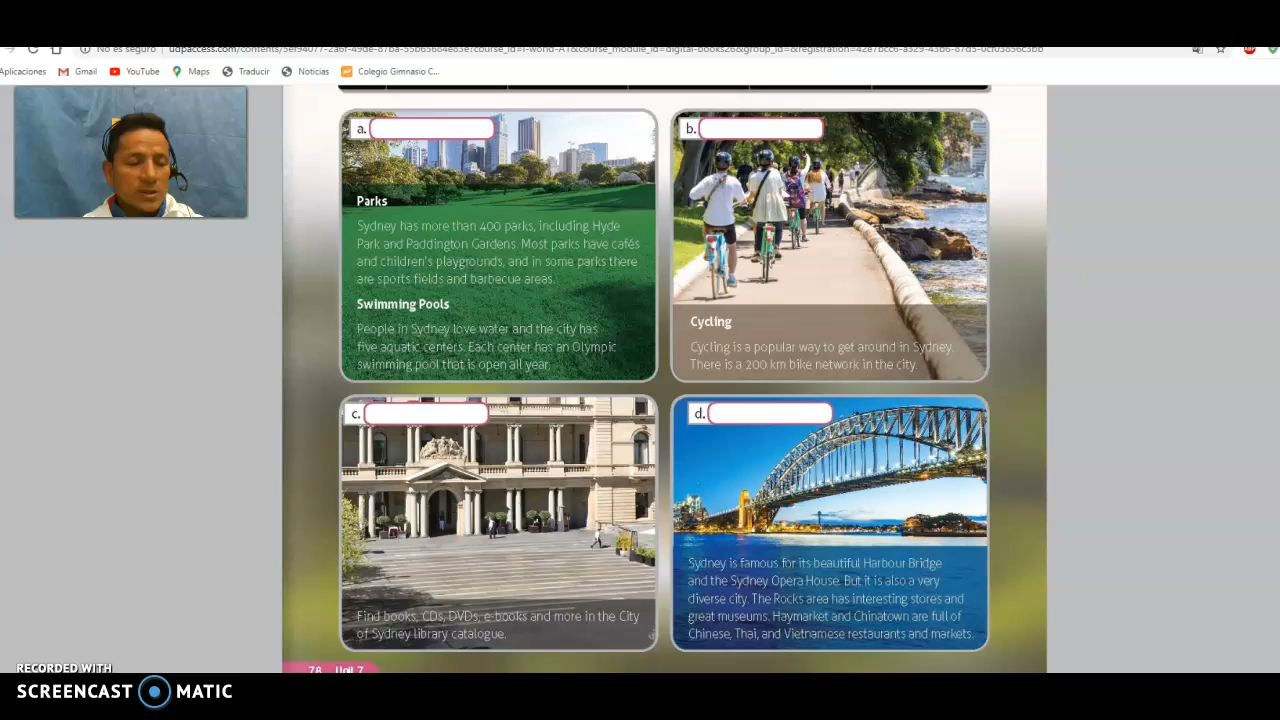 No es seguro
Aplicaciones Gmail YouTube Maps Traducir Noticias Colegio Gimnasio C...
a.
Parks
Sydney has more than 400 parks, including Hyde
Park and Paddington Gardens. Most parks have cafés
and children's playgrounds, and in some parks there
are sports fields and barbecue areas.
Swimming Pools
People in Sydney love water and the city has
five aquatic centers. Each center has an Olympic
swimming pool that is open all year.
b.
Cycling
Cycling is a popular way to get around in Sydney.
There is a 200 km bike network in the city.
c.
Find books, CDs, DVDs, e-books and more in the City
of Sydney library catalogue.
d.
Sydney is famous for its beautiful Harbour Bridge
and the Sydney Opera House. But it is also a very
diverse city. The Rocks area has interesting stores and
great museums. Haymarket and Chinatown are full of
Chinese, Thai, and Vietnamese restaurants and markets.
78 Unit 7
RECORDED WITH
SCREENCAST MATIC